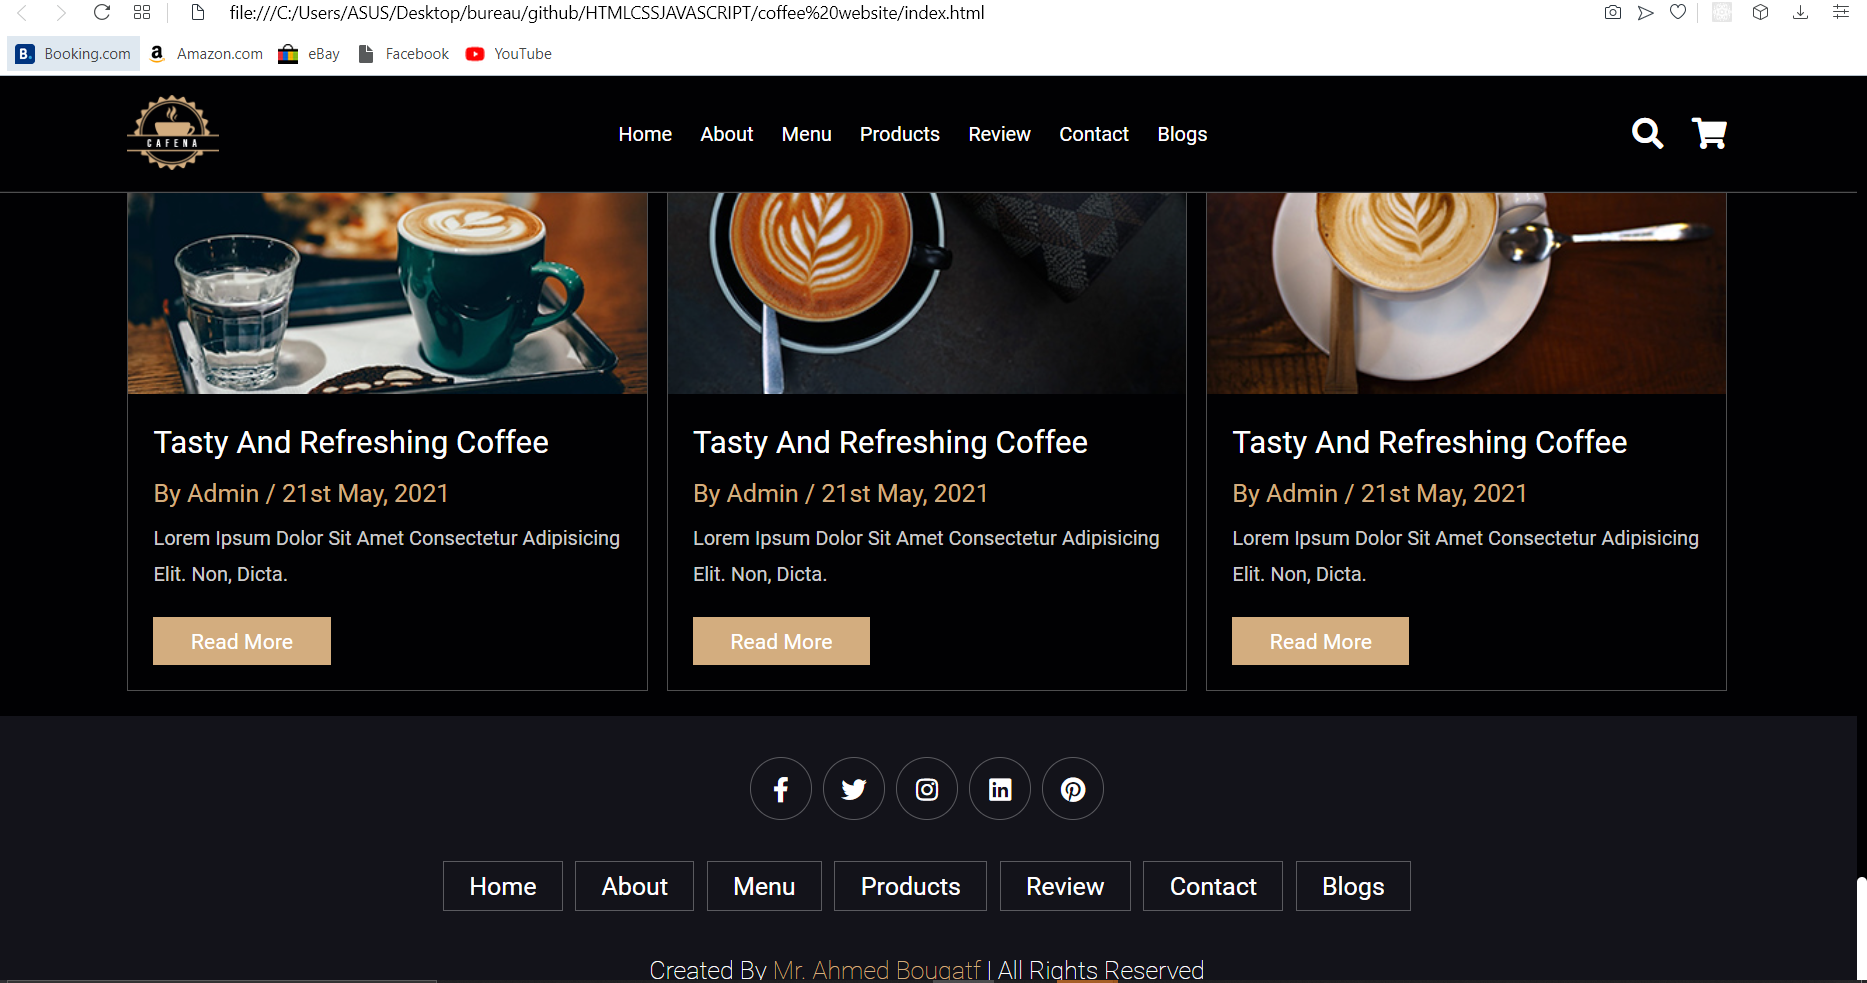 file:///C:/Users/ASUS/Desktop/bureau/github/HTMLCSSJAVASCRIPT/coffee%20website/index.html
B. Booking.com a Amazon.com eBay Facebook YouTube
CAFENA
Home About Menu Products Review Contact Blogs
Tasty And Refreshing Coffee
By Admin / 21st May, 2021
Lorem Ipsum Dolor Sit Amet Consectetur Adipisicing
Elit. Non, Dicta.
Read More
Tasty And Refreshing Coffee
By Admin / 21st May, 2021
Lorem Ipsum Dolor Sit Amet Consectetur Adipisicing
Elit. Non, Dicta.
Read More
Tasty And Refreshing Coffee
By Admin / 21st May, 2021
Lorem Ipsum Dolor Sit Amet Consectetur Adipisicing
Elit. Non, Dicta.
Read More
Home About Menu Products Review Contact Blogs
Created By Mr. Ahmed Bougatf | All Rights Reserved